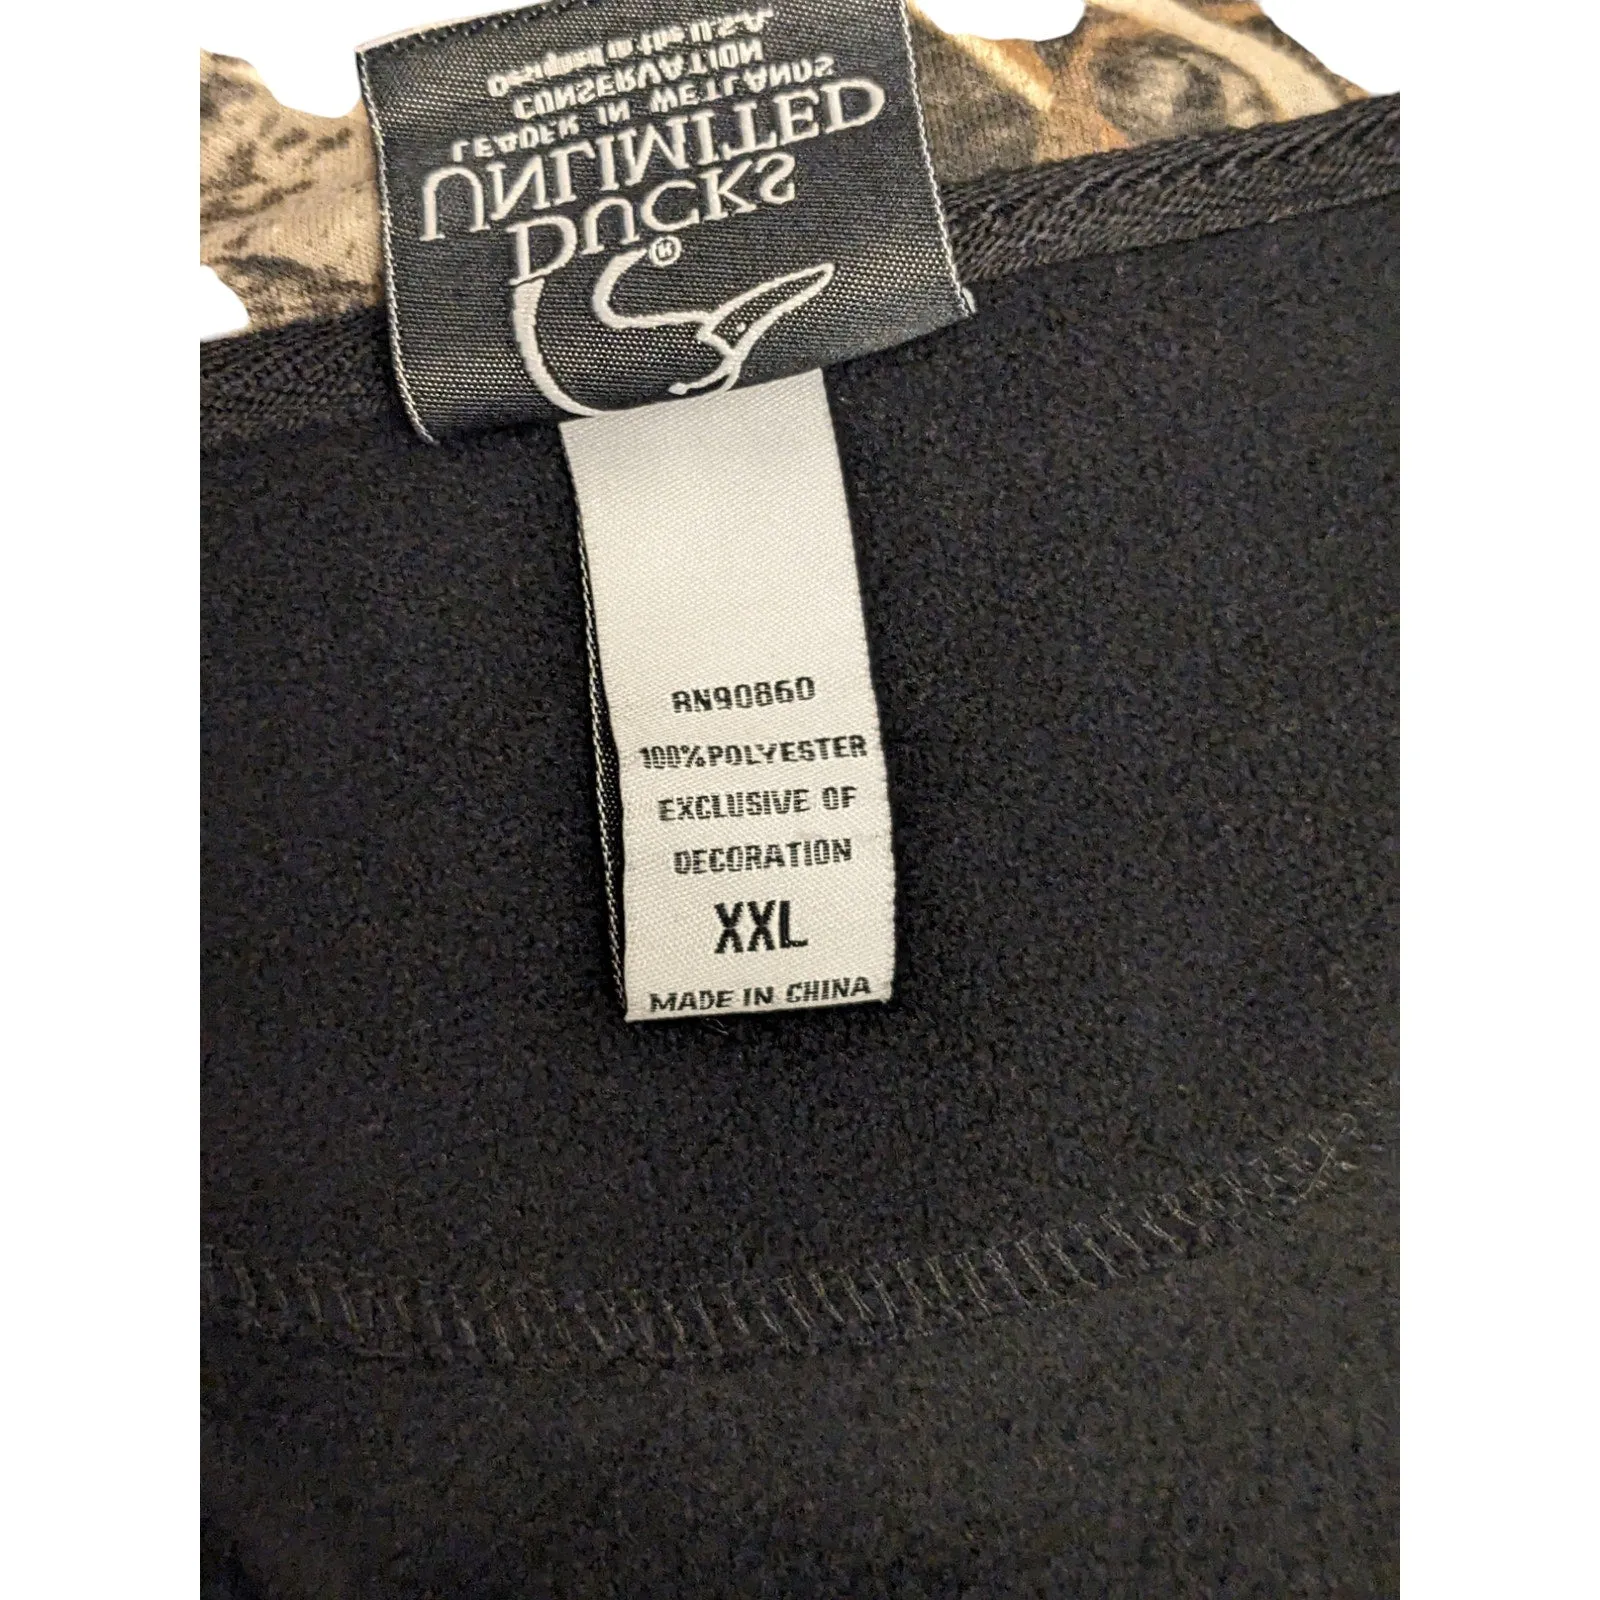 DUCKS
UNLIMITED
LEADER IN WETLANDS
CONSERVATION
Designed in the U.S.A.
RN90860
100%POLYESTER
EXCLUSIVE OF
DECORATION
XXL
MADE IN CHINA